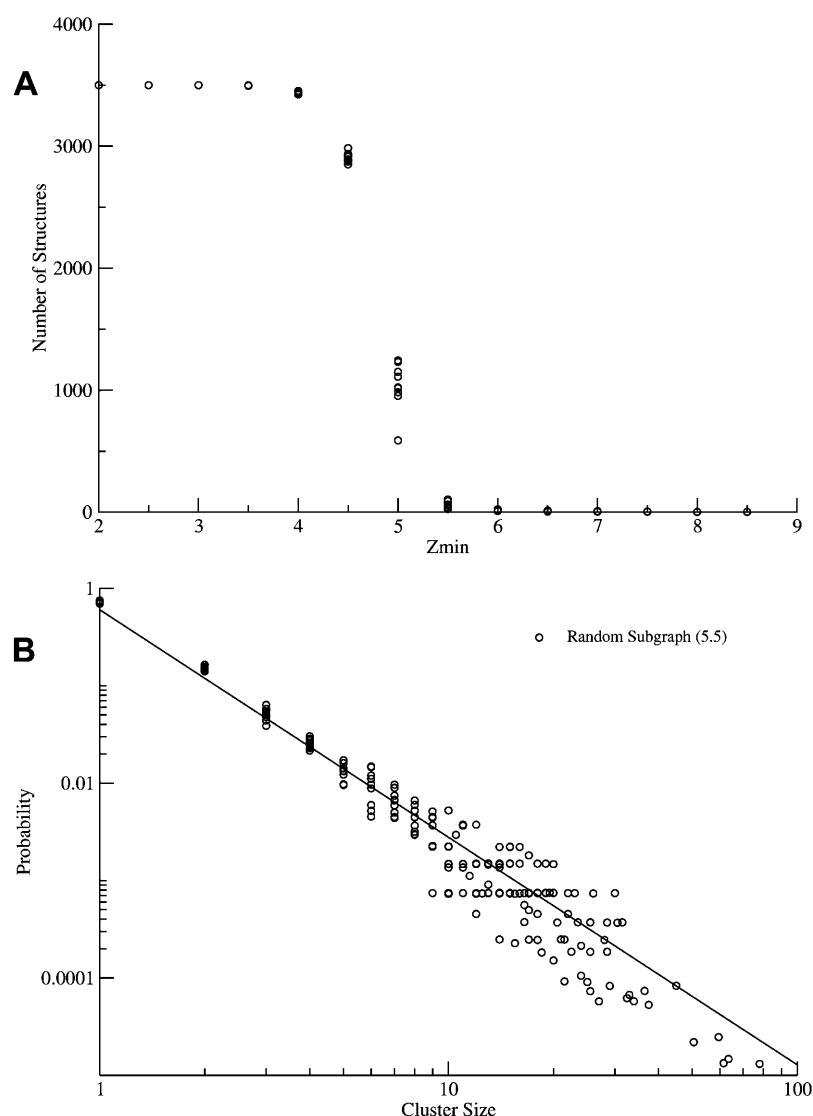 A
4000
3000
2000
1000
0
Number of Structures
2 3 4 5 6 7 8 9
Zmin
B
1
0.01
0.0001
Probability
Random Subgraph (5.5)
1 10 100
Cluster Size